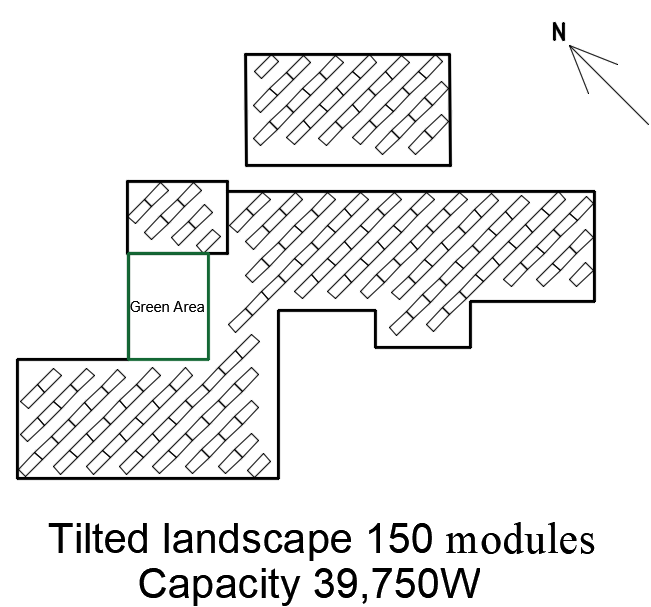 N
Green Area
Tilted landscape 150 modules
Capacity 39,750W